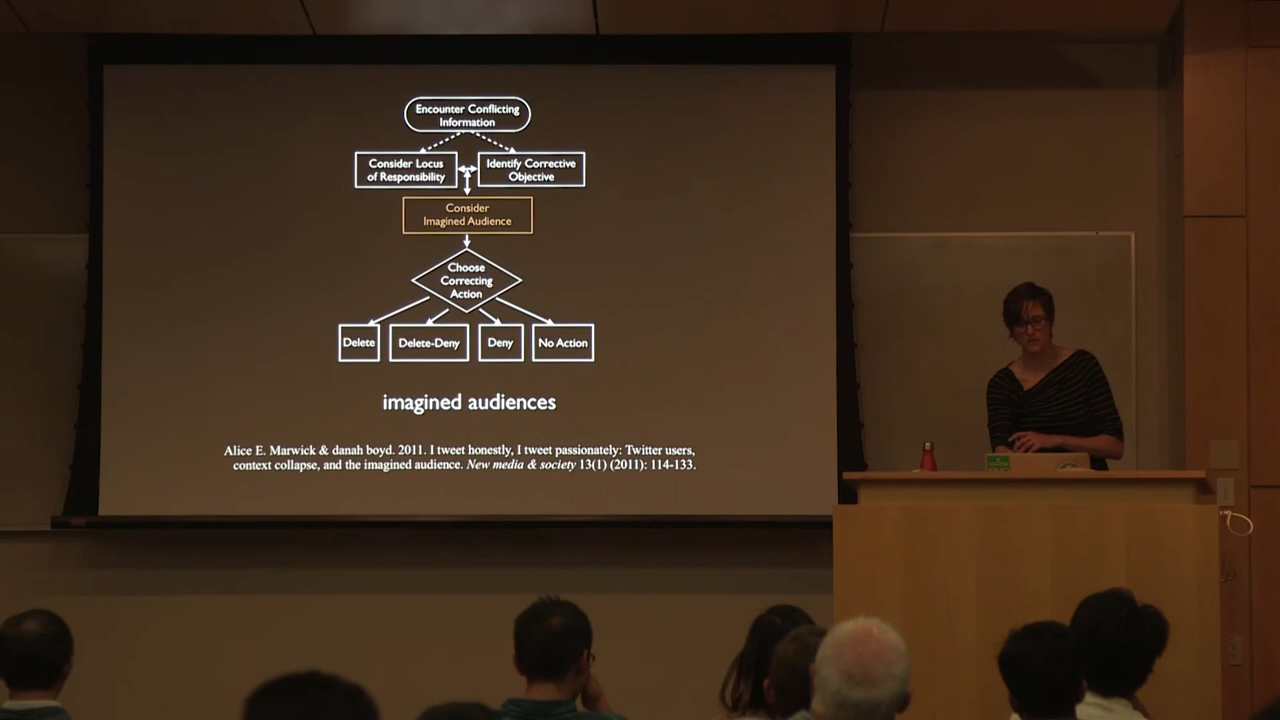 Encounter Conflicting
Information
Consider Locus
of Responsibility
Identify Corrective
Objective
Consider
Imagined Audience
Choose
Correcting
Action
Delete
Delete-Deny
Deny
No Action
imagined audiences
Alice E. Marwick & danah boyd. 2011. I tweet honestly, I tweet passionately: Twitter users,
context collapse, and the imagined audience. New media & society 13(1) (2011): 114-133.